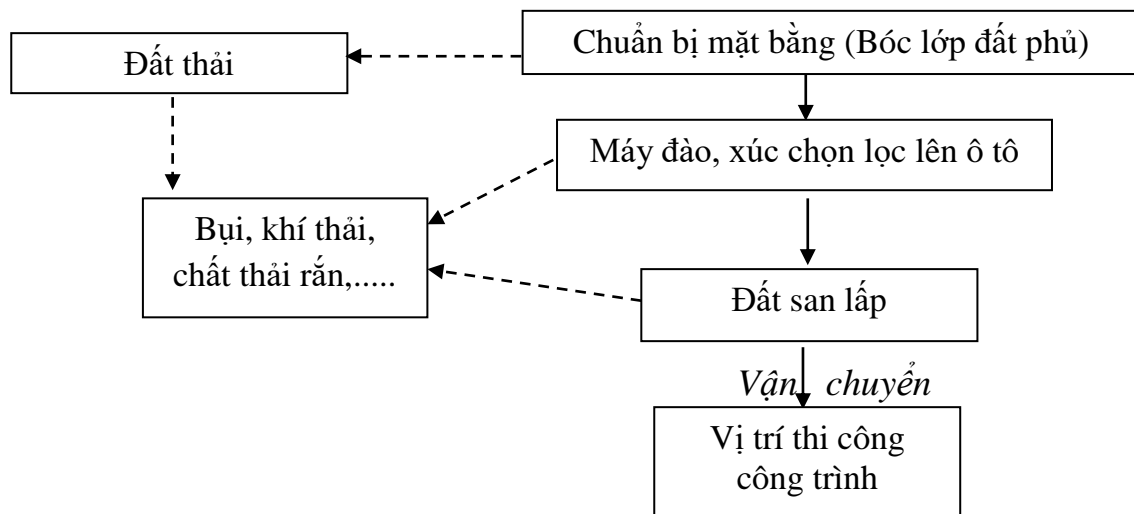 Chuẩn bị mặt bằng (Bóc lớp đất phủ)
Đất thải
Máy đào, xúc chọn lọc lên ô tô
Bụi, khí thải,
chất thải rắn,.....
Đất san lấp
Vận chuyển
Vị trí thi công
công trình